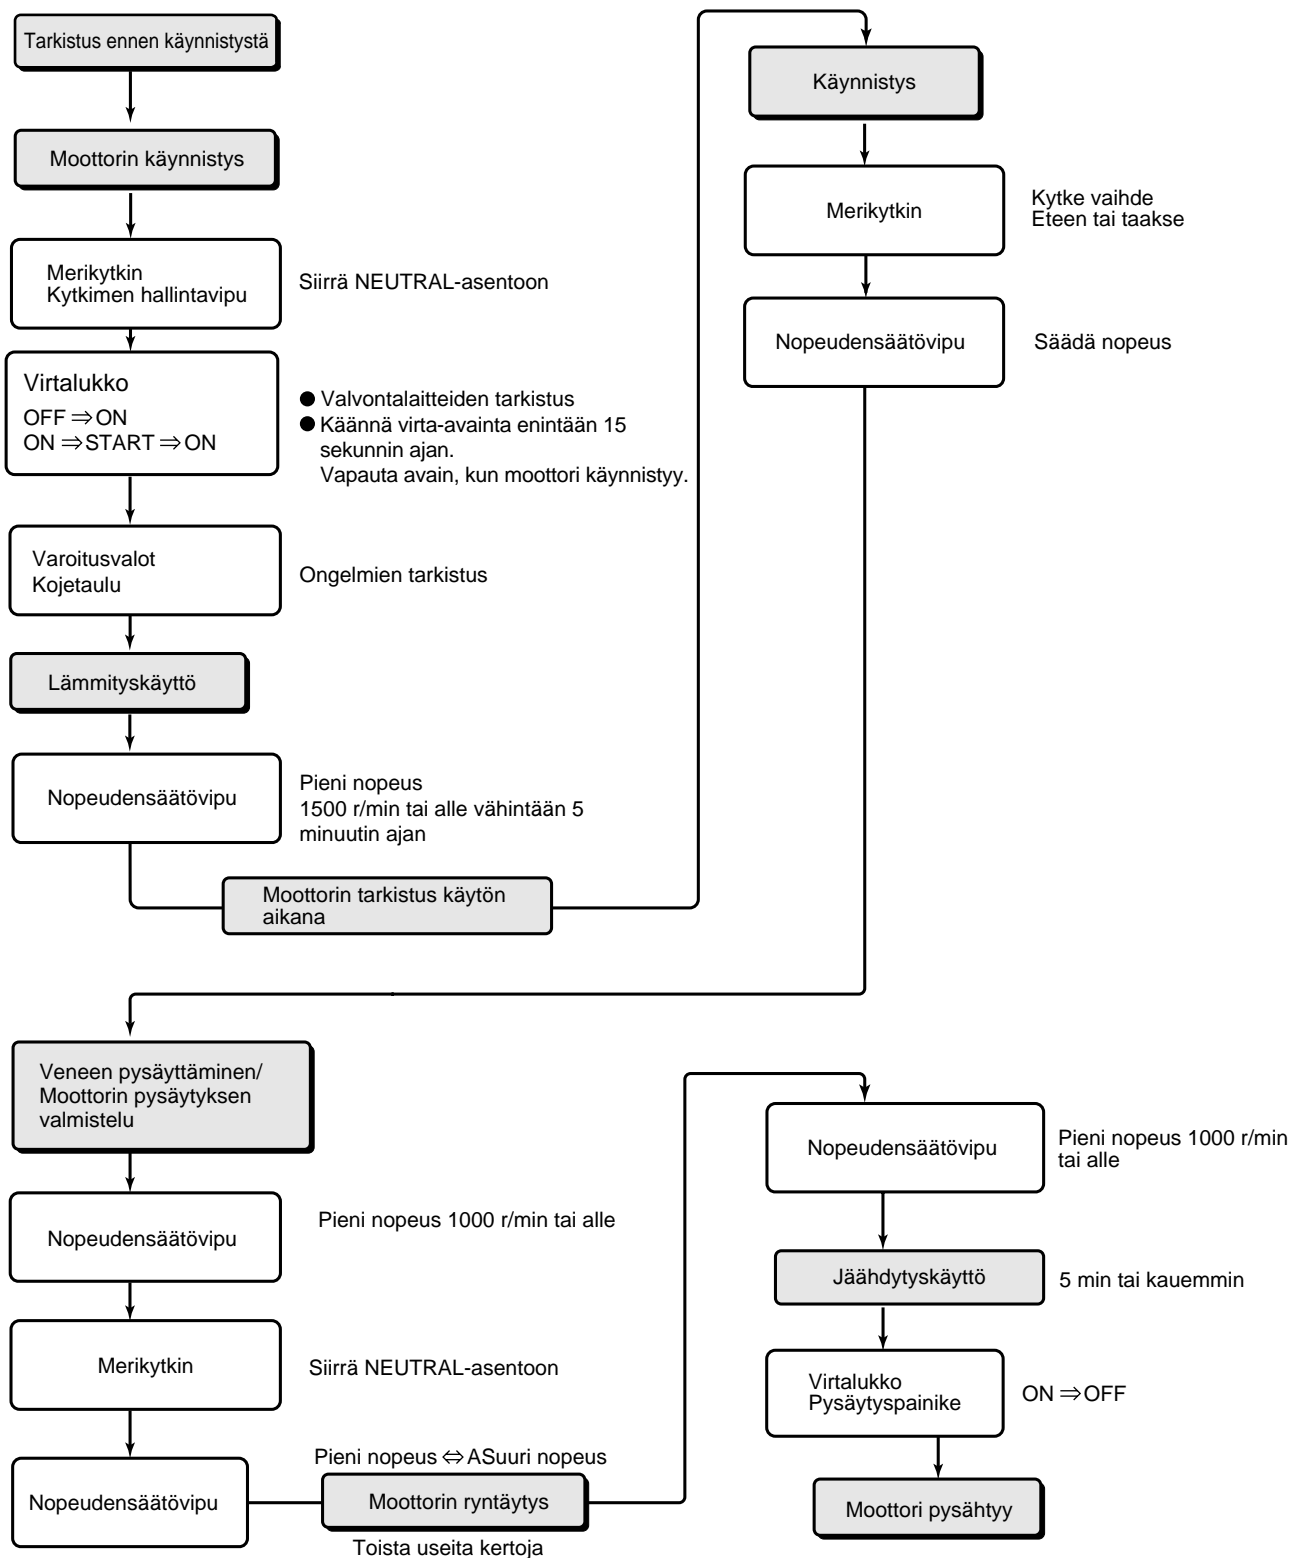 Tarkistus ennen käynnistystä
Moottorin käynnistys
Merikytkin
Kytkimen hallintavipu
Siirrä NEUTRAL-asentoon
Virtalukko
OFF ⇒ ON
ON ⇒ START ⇒ ON
● Valvontalaitteiden tarkistus
● Käännä virta-avainta enintään 15
sekunnin ajan.
Vapauta avain, kun moottori käynnistyy.
Varoitusvalot
Kojetaulu
Ongelmien tarkistus
Lämmityskäyttö
Nopeudensäätövipu
Pieni nopeus
1500 r/min tai alle vähintään 5
minuutin ajan
Moottorin tarkistus käytön
aikana
Käynnistys
Merikytkin
Kytke vaihde
Eteen tai taakse
Nopeudensäätövipu
Säädä nopeus
Veneen pysäyttäminen/
Moottorin pysäytyksen
valmistelu
Nopeudensäätövipu
Pieni nopeus 1000 r/min tai alle
Merikytkin
Siirrä NEUTRAL-asentoon
Nopeudensäätövipu
Pieni nopeus ⇔ ASuuri nopeus
Moottorin ryntäytys
Toista useita kertoja
Nopeudensäätövipu
Pieni nopeus 1000 r/min
tai alle
Jäähdytyskäyttö
5 min tai kauemmin
Virtalukko
Pysäytyspainike
ON ⇒ OFF
Moottori pysähtyy